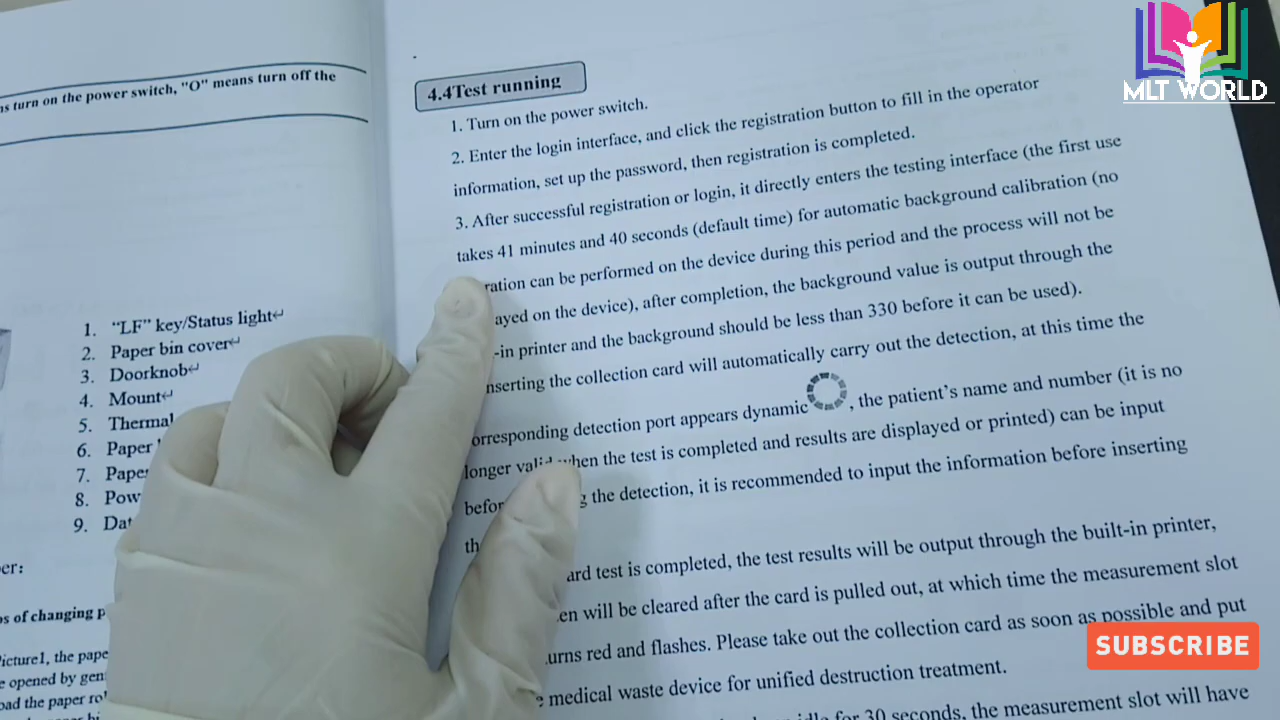 ns turn on the power switch, "O" means turn off the
1. “LF” key/Status light↵
2. Paper bin cover↵
3. Doorknob↵
4. Mount↵
5. Thermal
6. Paper
7. Pape
8. Pow
9. Dat
er:
os of changing p
Picture1, the pape
e opened by gen
oad the paper ro
4.4Test running
1. Turn on the power switch.
2. Enter the login interface, and click the registration button to fill in the operator
information, set up the password, then registration is completed.
3. After successful registration or login, it directly enters the testing interface (the first use
takes 41 minutes and 40 seconds (default time) for automatic background calibration (no
ration can be performed on the device during this period and the process will not be
ayed on the device), after completion, the background value is output through the
-in printer and the background should be less than 330 before it can be used).
nserting the collection card will automatically carry out the detection, at this time the
orresponding detection port appears dynamic , the patient’s name and number (it is no
longer valid when the test is completed and results are displayed or printed) can be input
befor g the detection, it is recommended to input the information before inserting
th
ard test is completed, the test results will be output through the built-in printer,
en will be cleared after the card is pulled out, at which time the measurement slot
urns red and flashes. Please take out the collection card as soon as possible and put
e medical waste device for unified destruction treatment.
for 30 seconds, the measurement slot will have
MLT WORLD
SUBSCRIBE